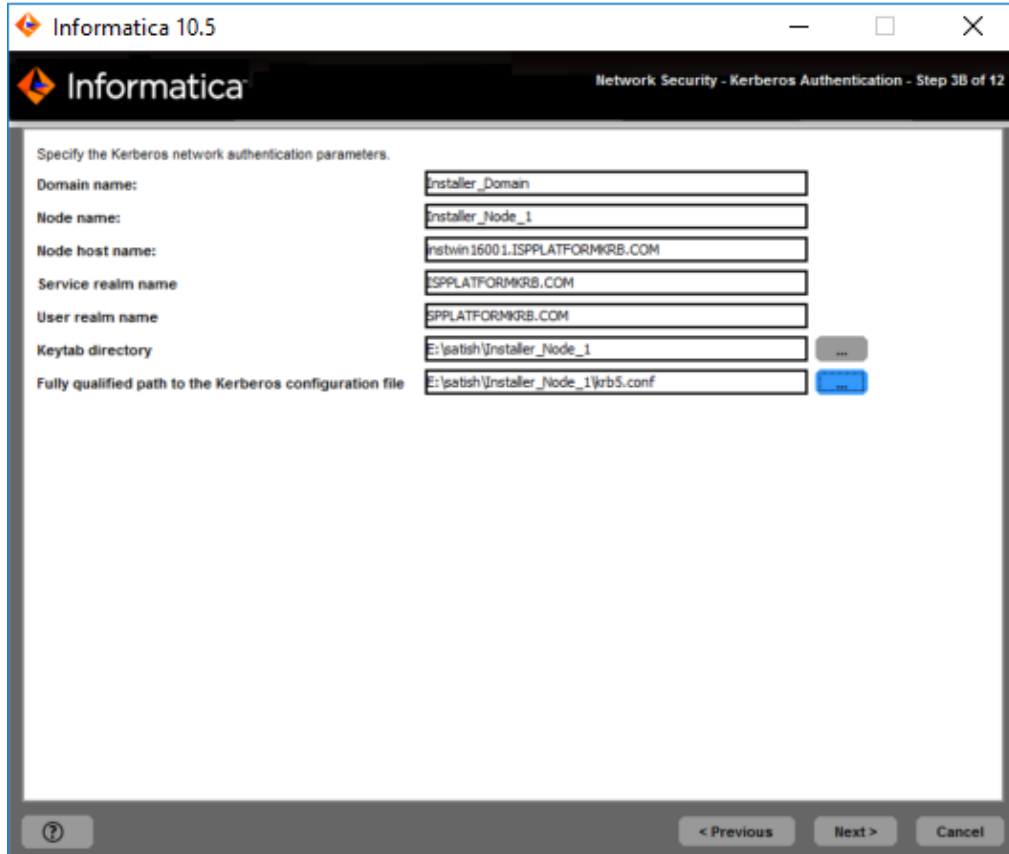 Informatica 10.5
Informatica
Network Security - Kerberos Authentication - Step 3B of 12
Specify the Kerberos network authentication parameters.
Domain name: Installer_Domain
Node name: Installer_Node_1
Node host name: instwin16001.ISPPLATFORMKRB.COM
Service realm name ISPPLATFORMKRB.COM
User realm name SPPLATFORMKRB.COM
Keytab directory E:\satish\Installer_Node_1 ...
Fully qualified path to the Kerberos configuration file E:\satish\Installer_Node_1\krb5.conf ...
? < Previous Next > Cancel